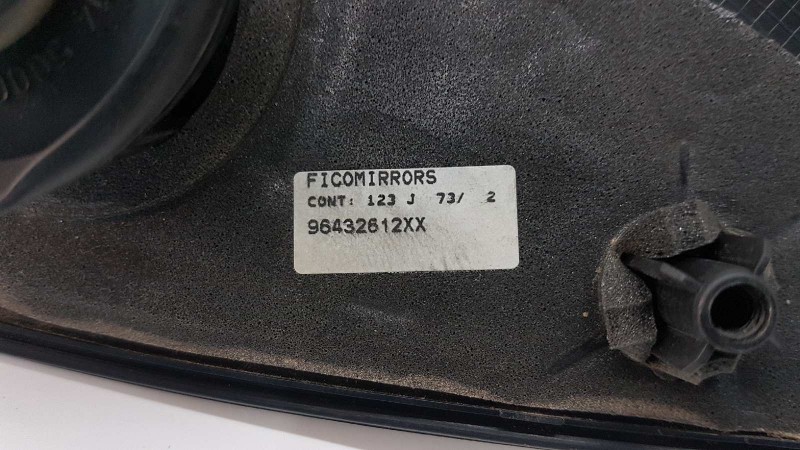 FICOMIRRORS
CONT: 123 J 73/ 2
96432612XX